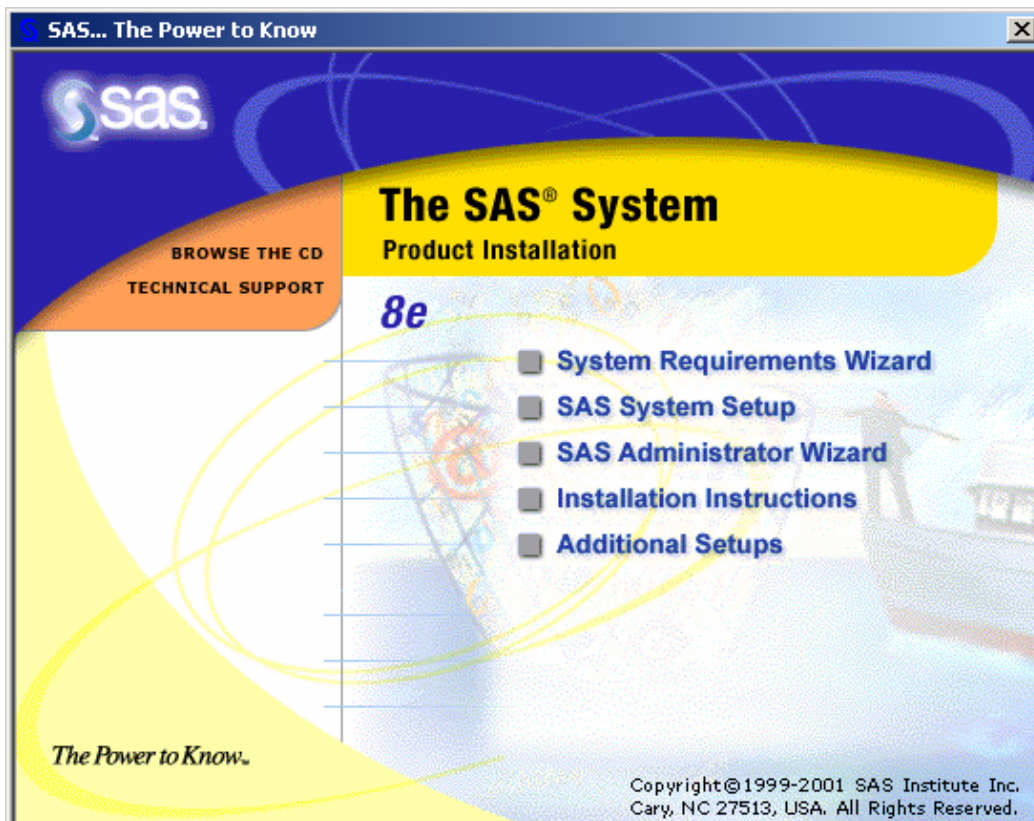 SAS... The Power to Know
sas.
The SAS® System
Product Installation
BROWSE THE CD
TECHNICAL SUPPORT
8e
System Requirements Wizard
SAS System Setup
SAS Administrator Wizard
Installation Instructions
Additional Setups
The Power to Know™
Copyright©1999-2001 SAS Institute Inc.
Cary, NC 27513, USA. All Rights Reserved.